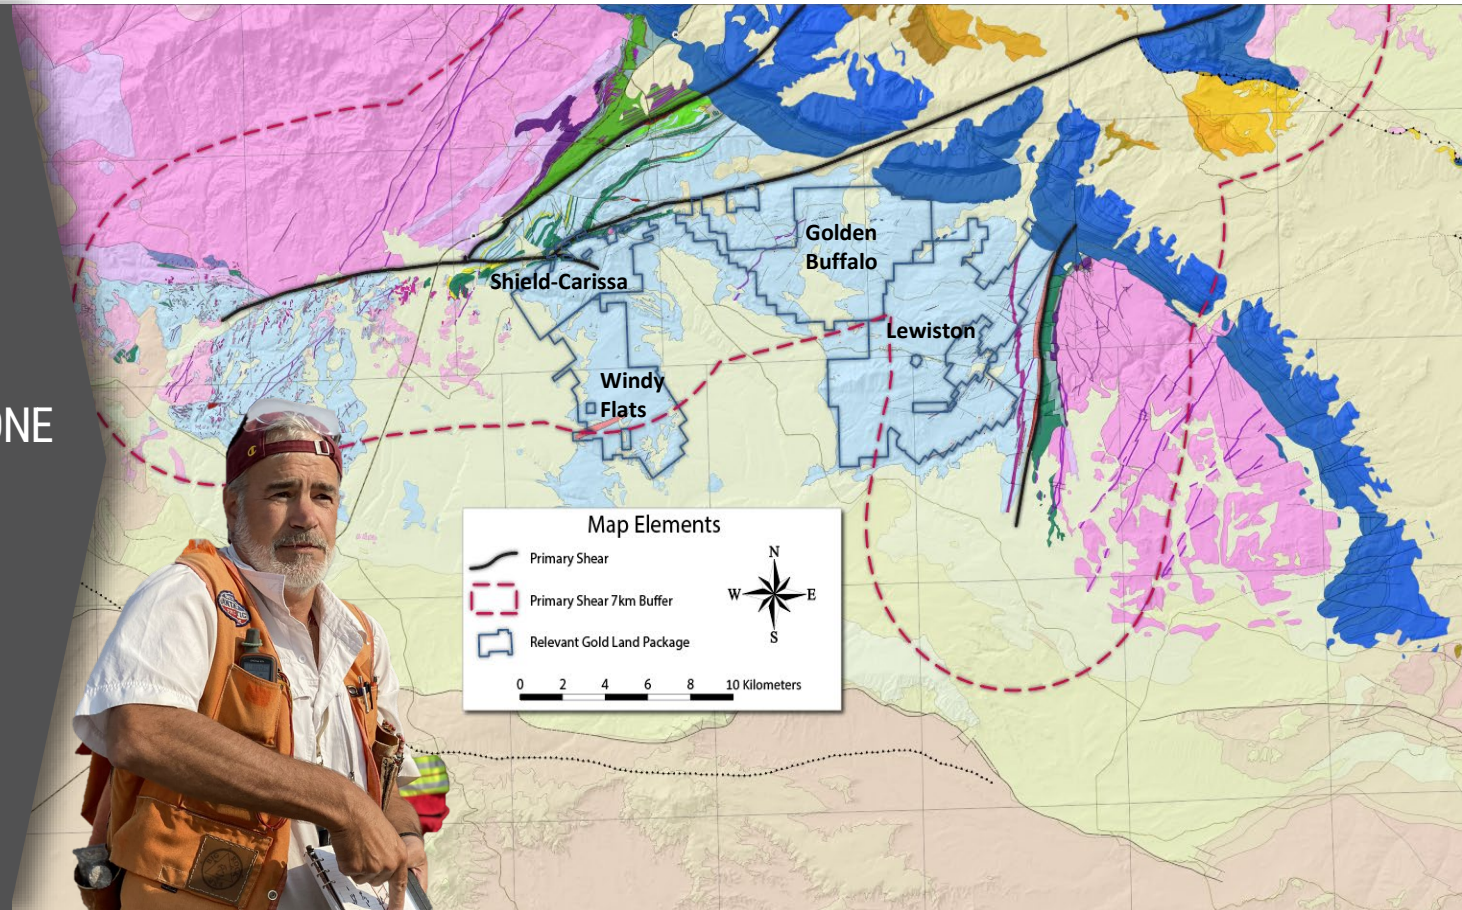 Golden
Buffalo
Shield-Carissa
Lewiston
Windy
Flats
Map Elements
Primary Shear
Primary Shear 7km Buffer
Relevant Gold Land Package
N
W E
S
0 2 4 6 8 10 Kilometers